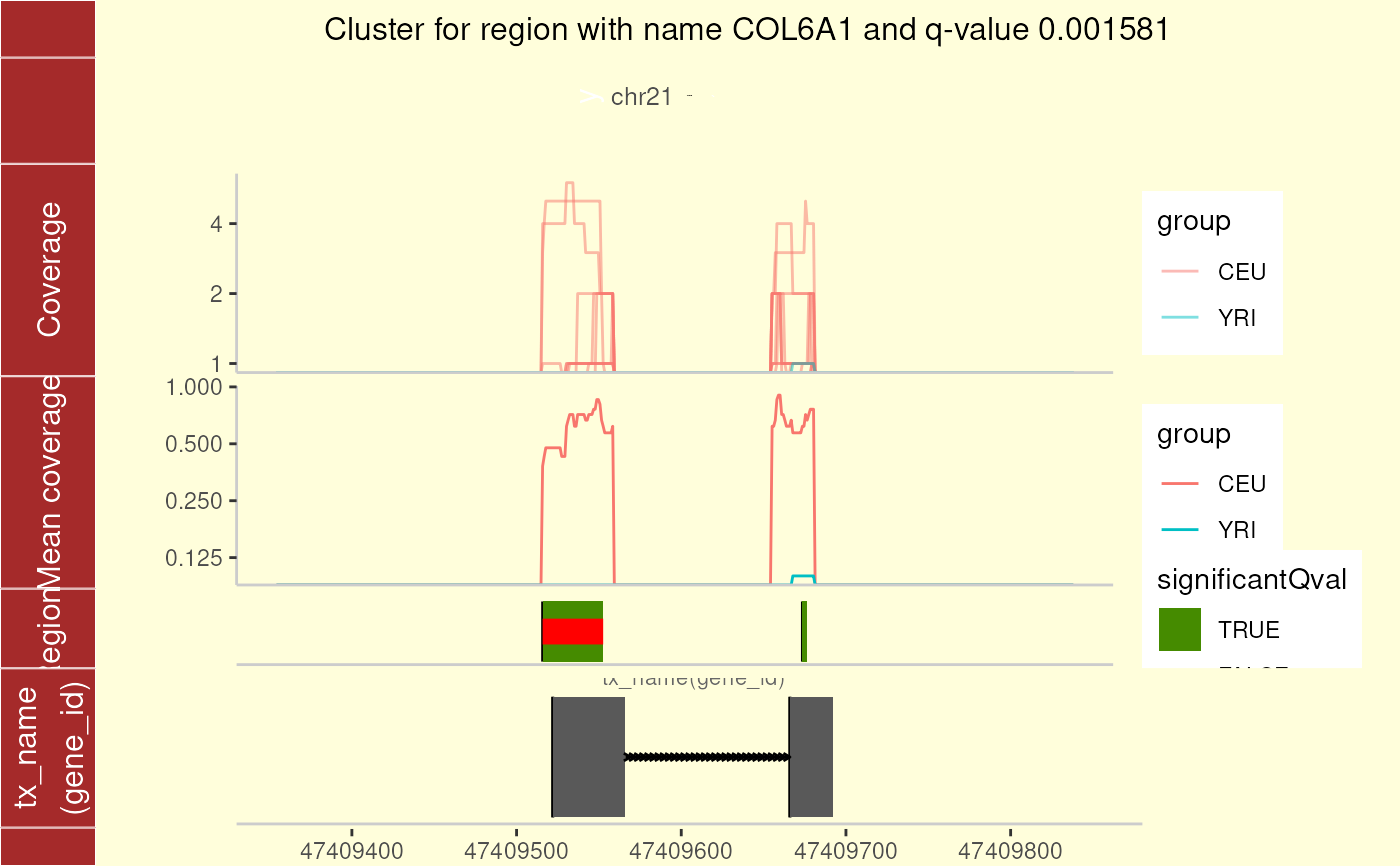 Cluster for region with name COL6A1 and q-value 0.001581
chr21 -
Coverage
4
2
1
group
CEU
YRI
Mean coverage
1.000
0.500
0.250
0.125
group
CEU
YRI
significantQval
TRUE
tx_name(gene_id)
tx_name
(gene_id)
47409400 47409500 47409600 47409700 47409800